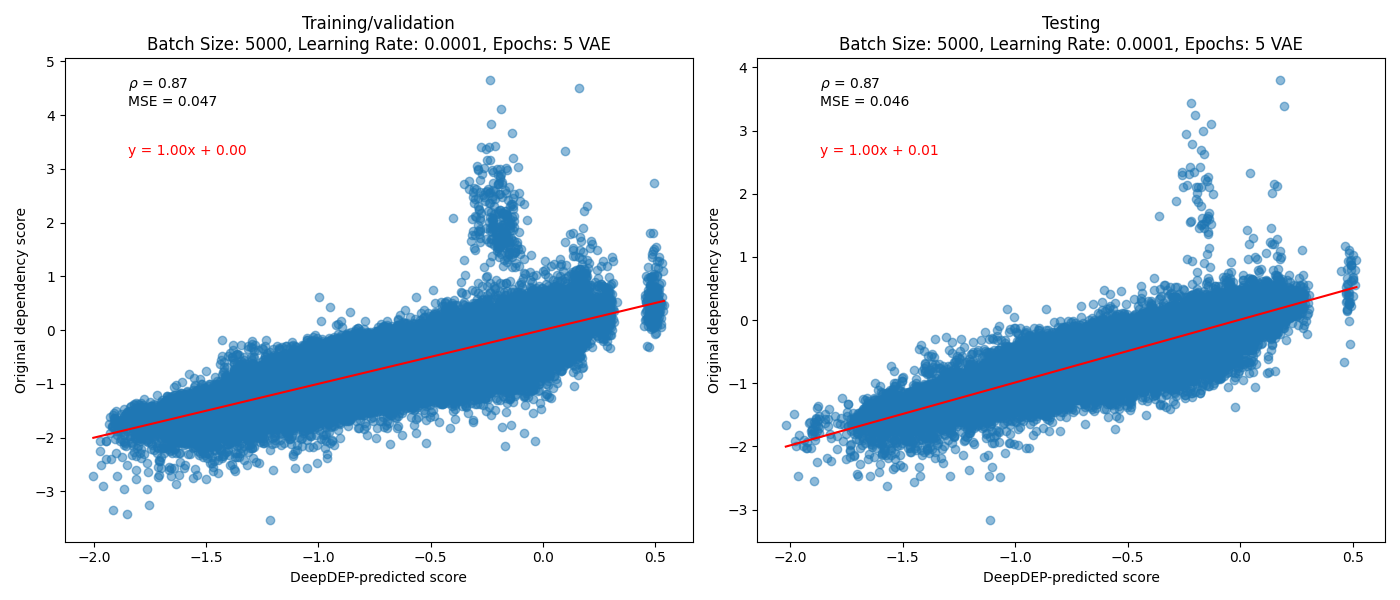 Training/validation
Batch Size: 5000, Learning Rate: 0.0001, Epochs: 5 VAE
ρ = 0.87
MSE = 0.047
y = 1.00x + 0.00
Original dependency score
5
4
3
2
1
0
−1
−2
−3
−2.0
−1.5
−1.0
−0.5
0.0
0.5
DeepDEP-predicted score
Testing
Batch Size: 5000, Learning Rate: 0.0001, Epochs: 5 VAE
ρ = 0.87
MSE = 0.046
y = 1.00x + 0.01
Original dependency score
4
3
2
1
0
−1
−2
−3
−2.0
−1.5
−1.0
−0.5
0.0
0.5
DeepDEP-predicted score